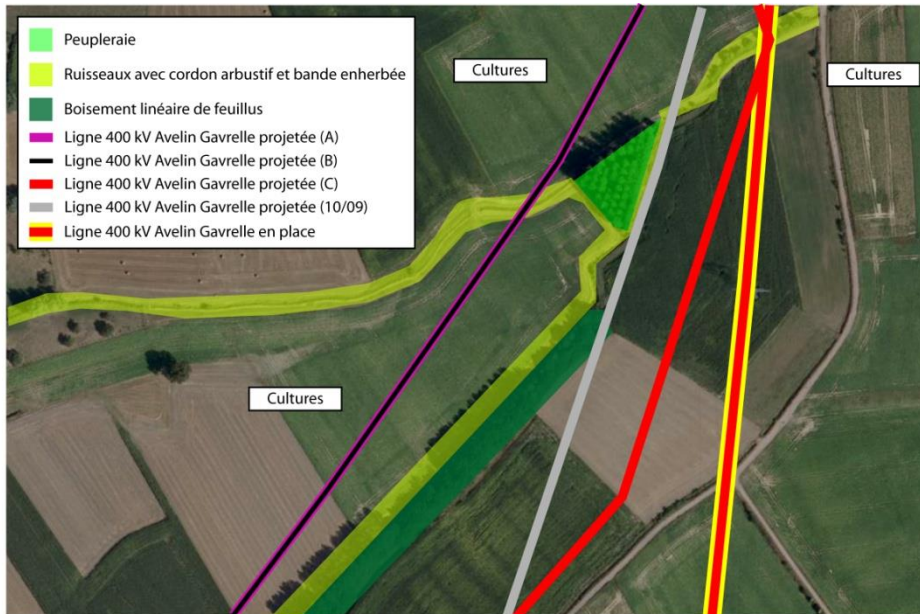 Peupleraie
Ruisseaux avec cordon arbustif et bande enherbée
Boisement linéaire de feuillus
Ligne 400 kV Avelin Gavrelle projetée (A)
Ligne 400 kV Avelin Gavrelle projetée (B)
Ligne 400 kV Avelin Gavrelle projetée (C)
Ligne 400 kV Avelin Gavrelle projetée (10/09)
Ligne 400 kV Avelin Gavrelle en place
Cultures
Cultures
Cultures